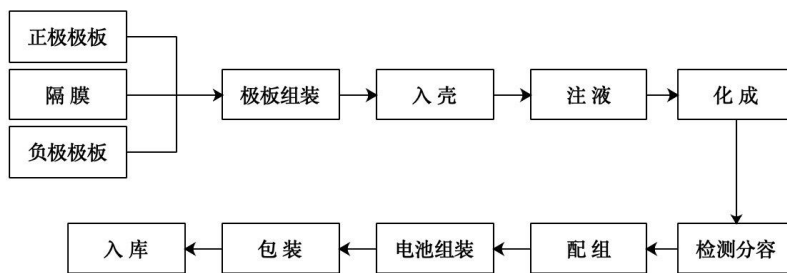 正极极板
隔 膜
负极极板
极板组装
入 壳
注 液
化 成
检测分容
配 组
电池组装
包 装
入 库